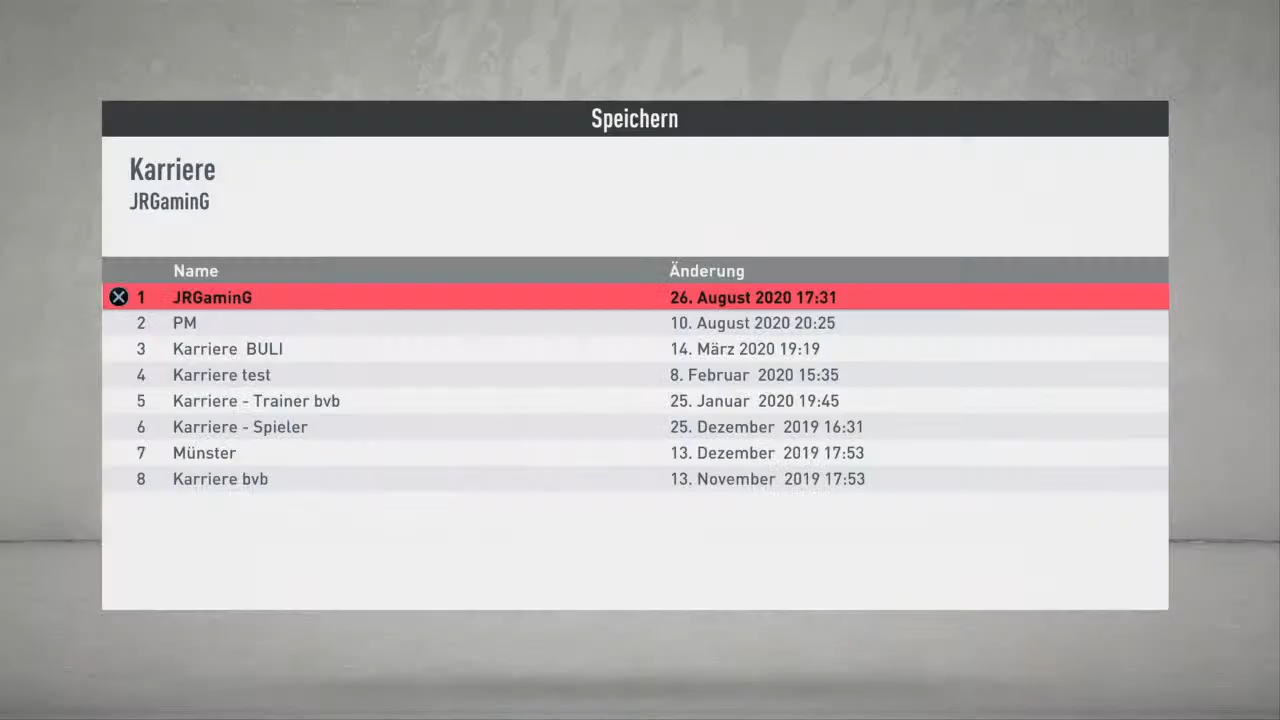 Speichern
Karriere
JRGaminG
Name Änderung
1 JRGaminG 26. August 2020 17:31
2 PM 10. August 2020 20:25
3 Karriere BULI 14. März 2020 19:19
4 Karriere test 8. Februar 2020 15:35
5 Karriere - Trainer bvb 25. Januar 2020 19:45
6 Karriere - Spieler 25. Dezember 2019 16:31
7 Münster 13. Dezember 2019 17:53
8 Karriere bvb 13. November 2019 17:53